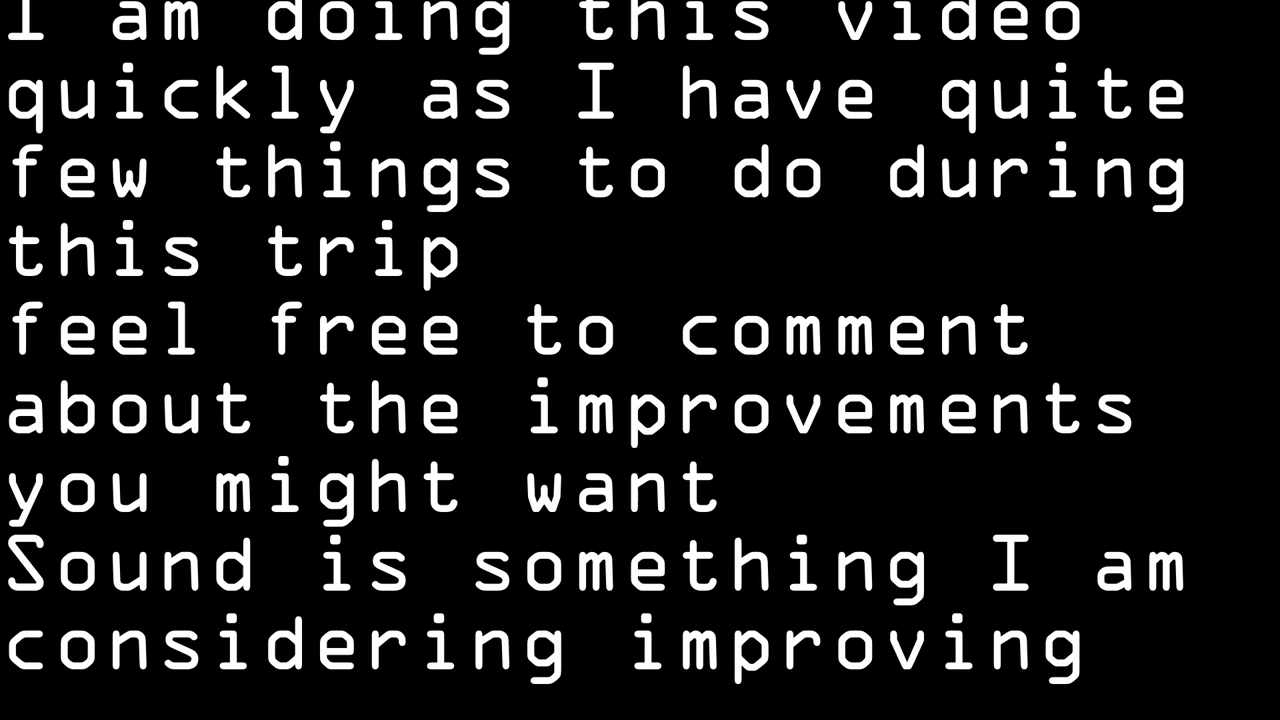 I am doing this video
quickly as I have quite
few things to do during
this trip
feel free to comment
about the improvements
you might want
Sound is something I am
considering improving